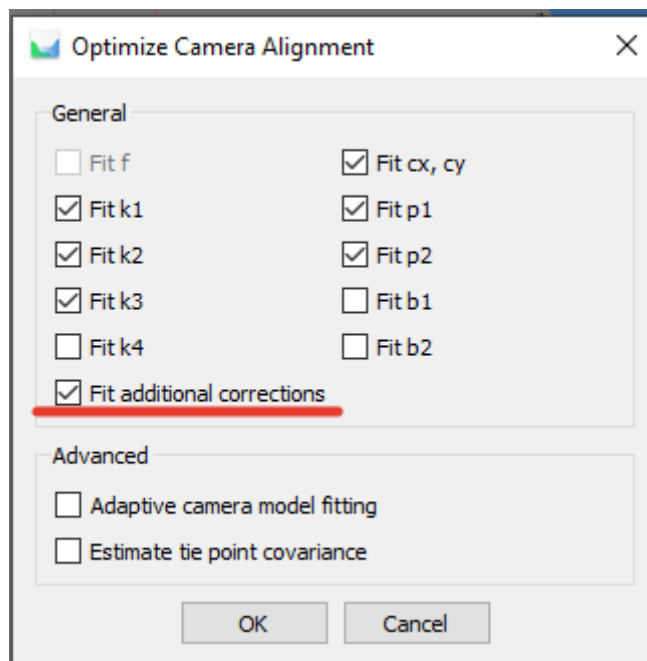 Optimize Camera Alignment
General
Fit f
Fit cx, cy
Fit k1
Fit p1
Fit k2
Fit p2
Fit k3
Fit b1
Fit k4
Fit b2
Fit additional corrections
Advanced
Adaptive camera model fitting
Estimate tie point covariance
OK
Cancel